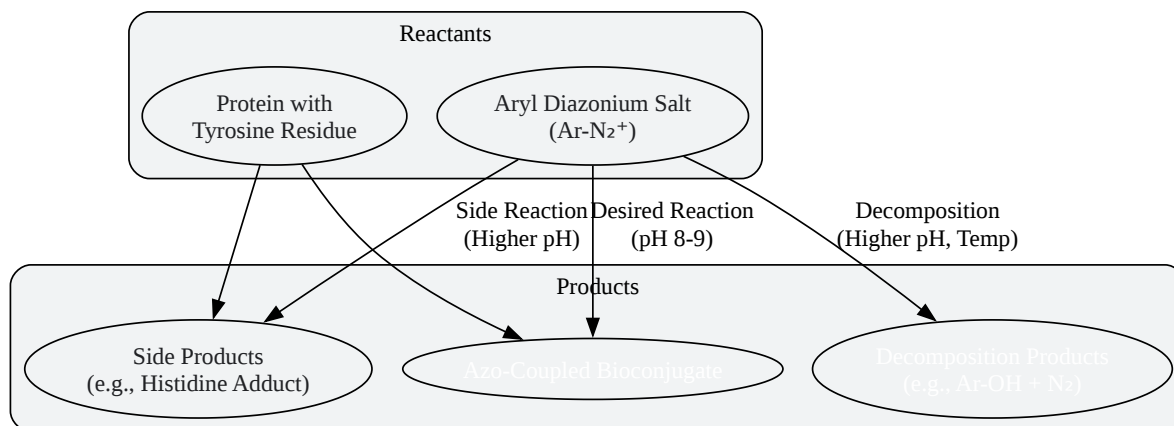 Reactants
Protein with
Tyrosine Residue
Aryl Diazonium Salt
(Ar-N₂⁺)
Side Reaction
(Higher pH)
Desired Reaction
(pH 8-9)
Decomposition
(Higher pH, Temp)
Products
Side Products
(e.g., Histidine Adduct)
Azo-Coupled Bioconjugate
Decomposition Products
(e.g., Ar-OH + N₂)